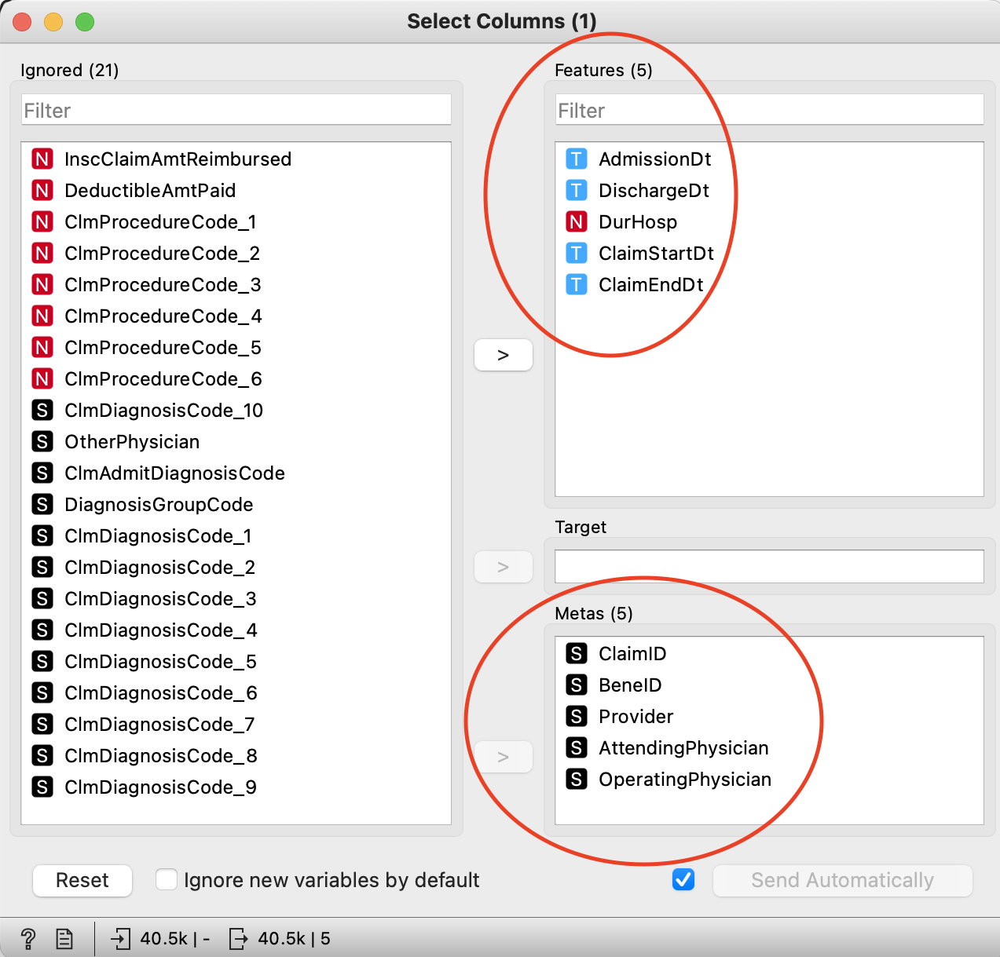 Select Columns (1)
Ignored (21)
Filter
N InscClaimAmtReimbursed
N DeductibleAmtPaid
N ClmProcedureCode_1
N ClmProcedureCode_2
N ClmProcedureCode_3
N ClmProcedureCode_4
N ClmProcedureCode_5
N ClmProcedureCode_6
S ClmDiagnosisCode_10
S OtherPhysician
S ClmAdmitDiagnosisCode
S DiagnosisGroupCode
S ClmDiagnosisCode_1
S ClmDiagnosisCode_2
S ClmDiagnosisCode_3
S ClmDiagnosisCode_4
S ClmDiagnosisCode_5
S ClmDiagnosisCode_6
S ClmDiagnosisCode_7
S ClmDiagnosisCode_8
S ClmDiagnosisCode_9
>
>
>
Features (5)
Filter
T AdmissionDt
T DischargeDt
N DurHosp
T ClaimStartDt
T ClaimEndDt
Target
Metas (5)
S ClaimID
S BeneID
S Provider
S AttendingPhysician
S OperatingPhysician
Reset
Ignore new variables by default
Send Automatically
? 40.5k | - 40.5k | 5